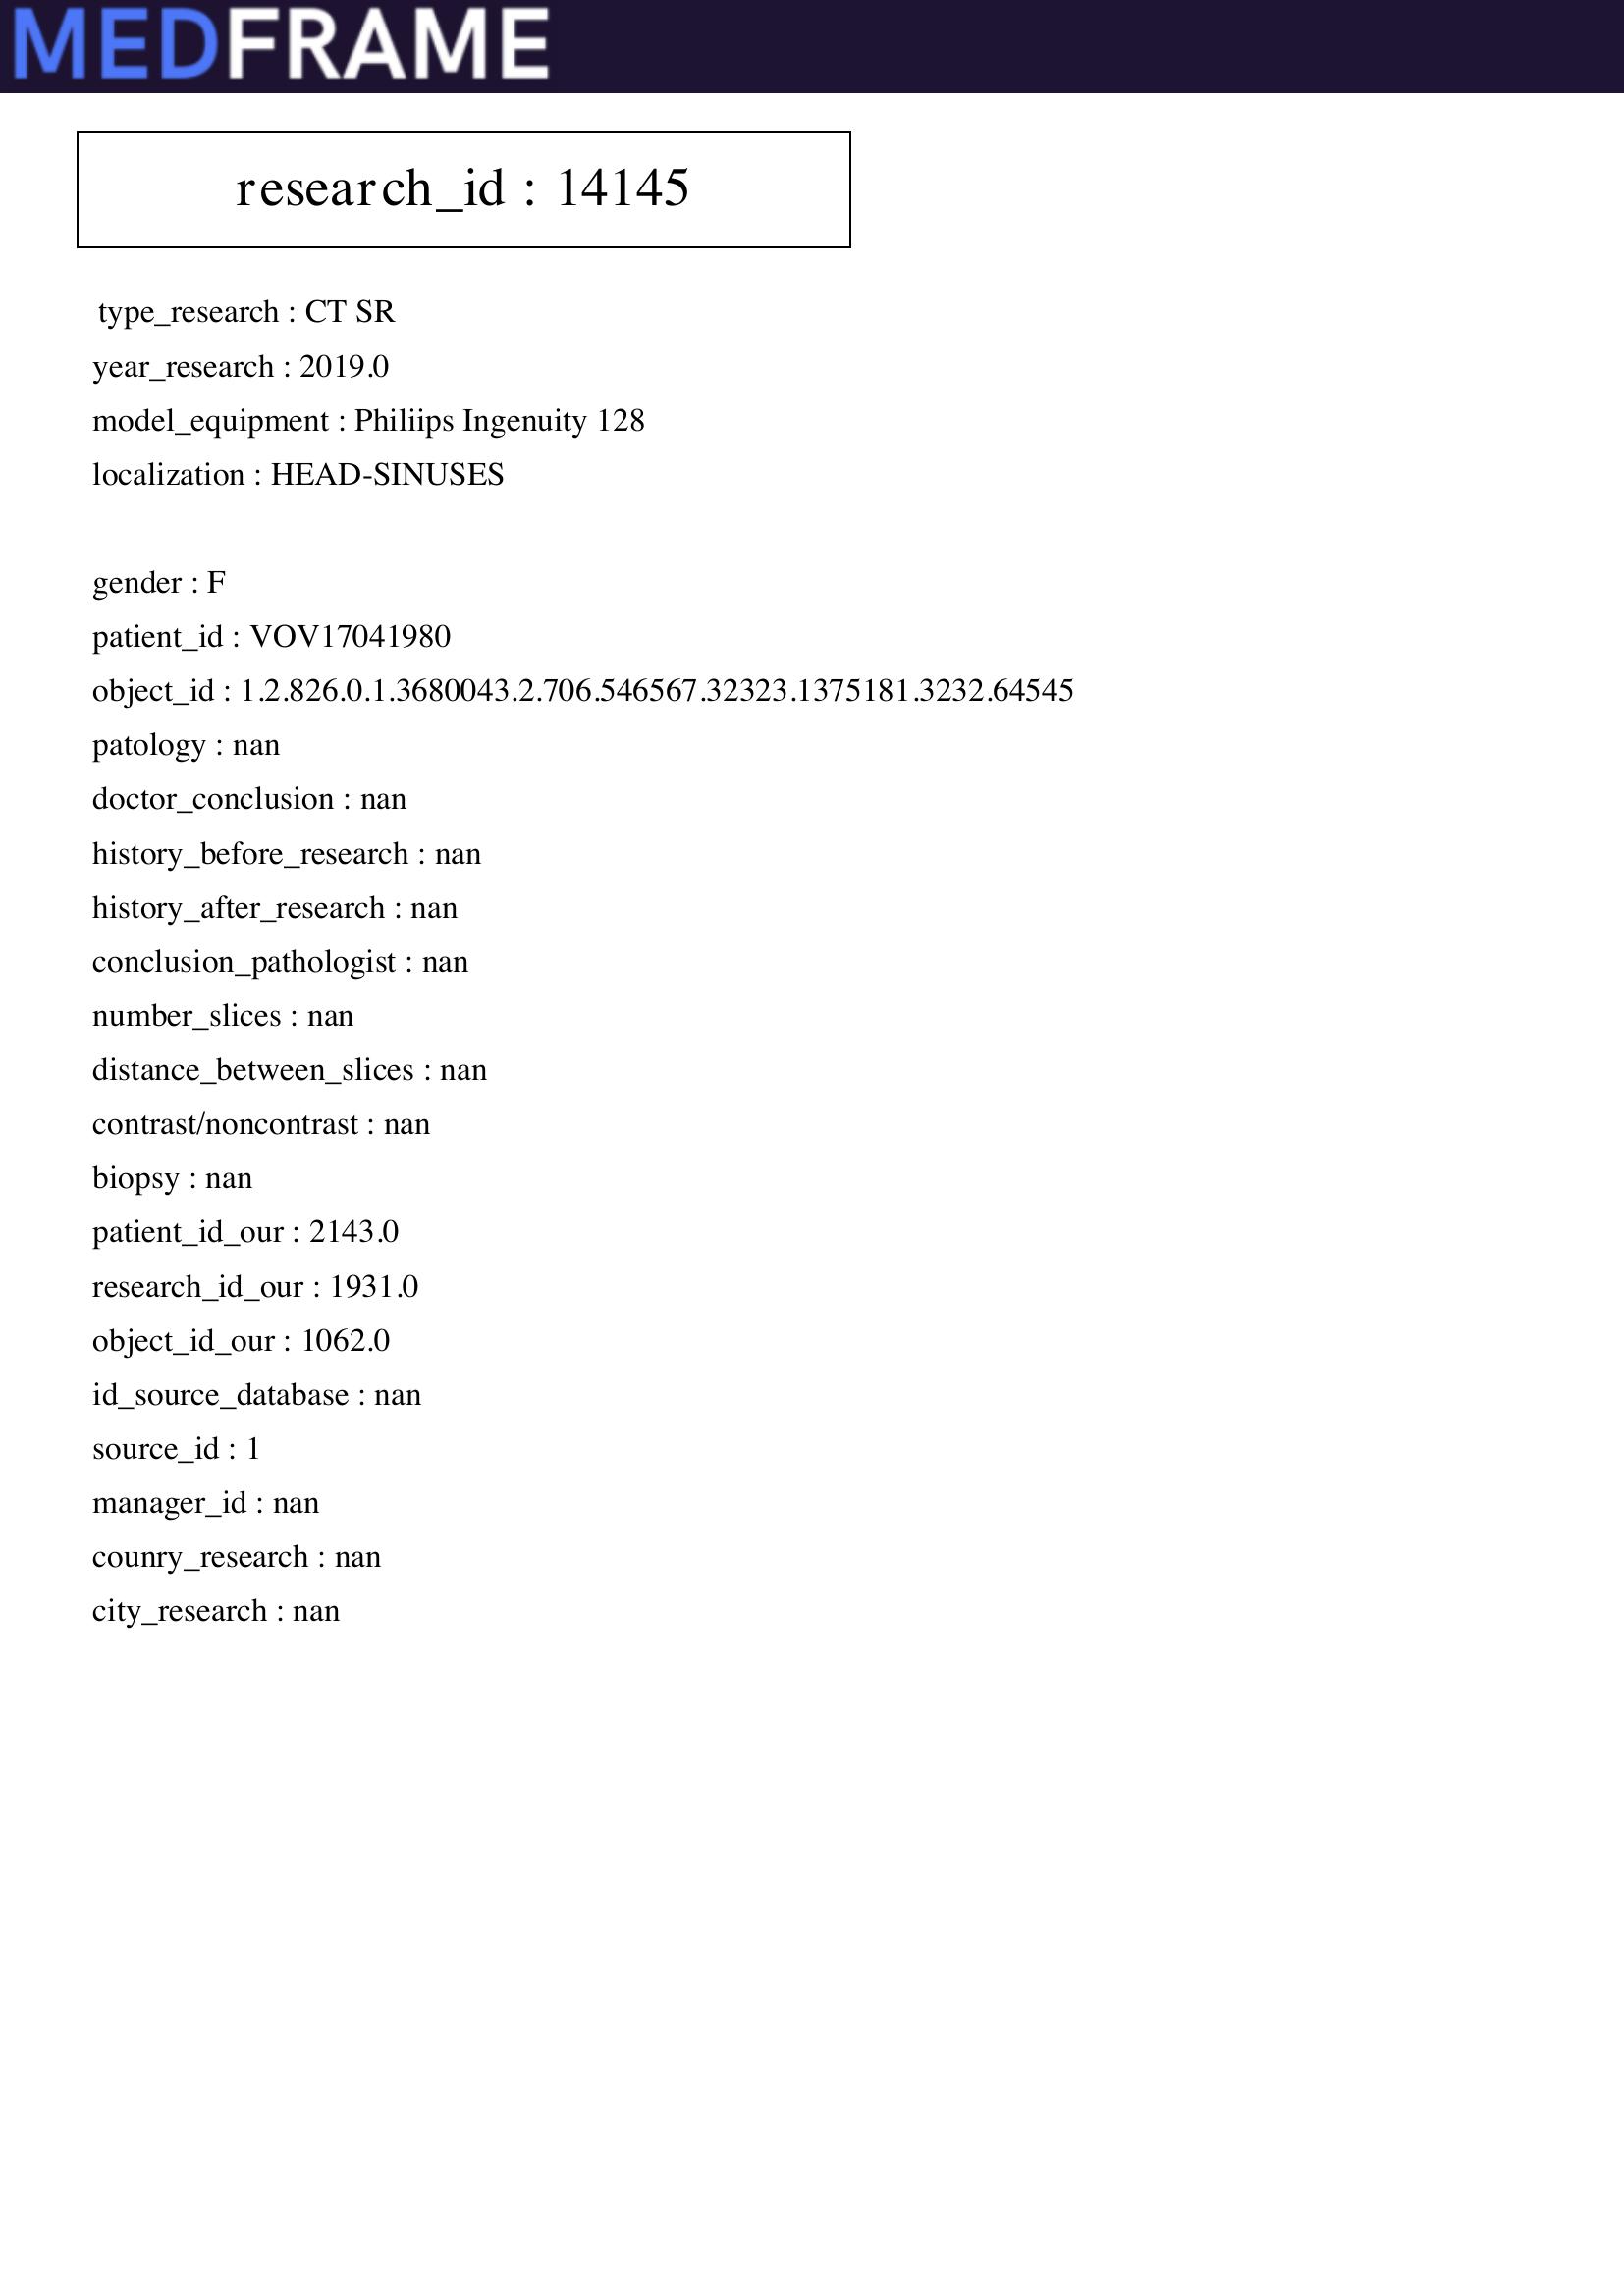 MEDFRAME
research_id : 14145
type_research : CT SR
year_research : 2019.0
model_equipment : Philiips Ingenuity 128
localization : HEAD-SINUSES
gender : F
patient_id : VOV17041980
object_id : 1.2.826.0.1.3680043.2.706.546567.32323.1375181.3232.64545
patology : nan
doctor_conclusion : nan
history_before_research : nan
history_after_research : nan
conclusion_pathologist : nan
number_slices : nan
distance_between_slices : nan
contrast/noncontrast : nan
biopsy : nan
patient_id_our : 2143.0
research_id_our : 1931.0
object_id_our : 1062.0
id_source_database : nan
source_id : 1
manager_id : nan
counry_research : nan
city_research : nan